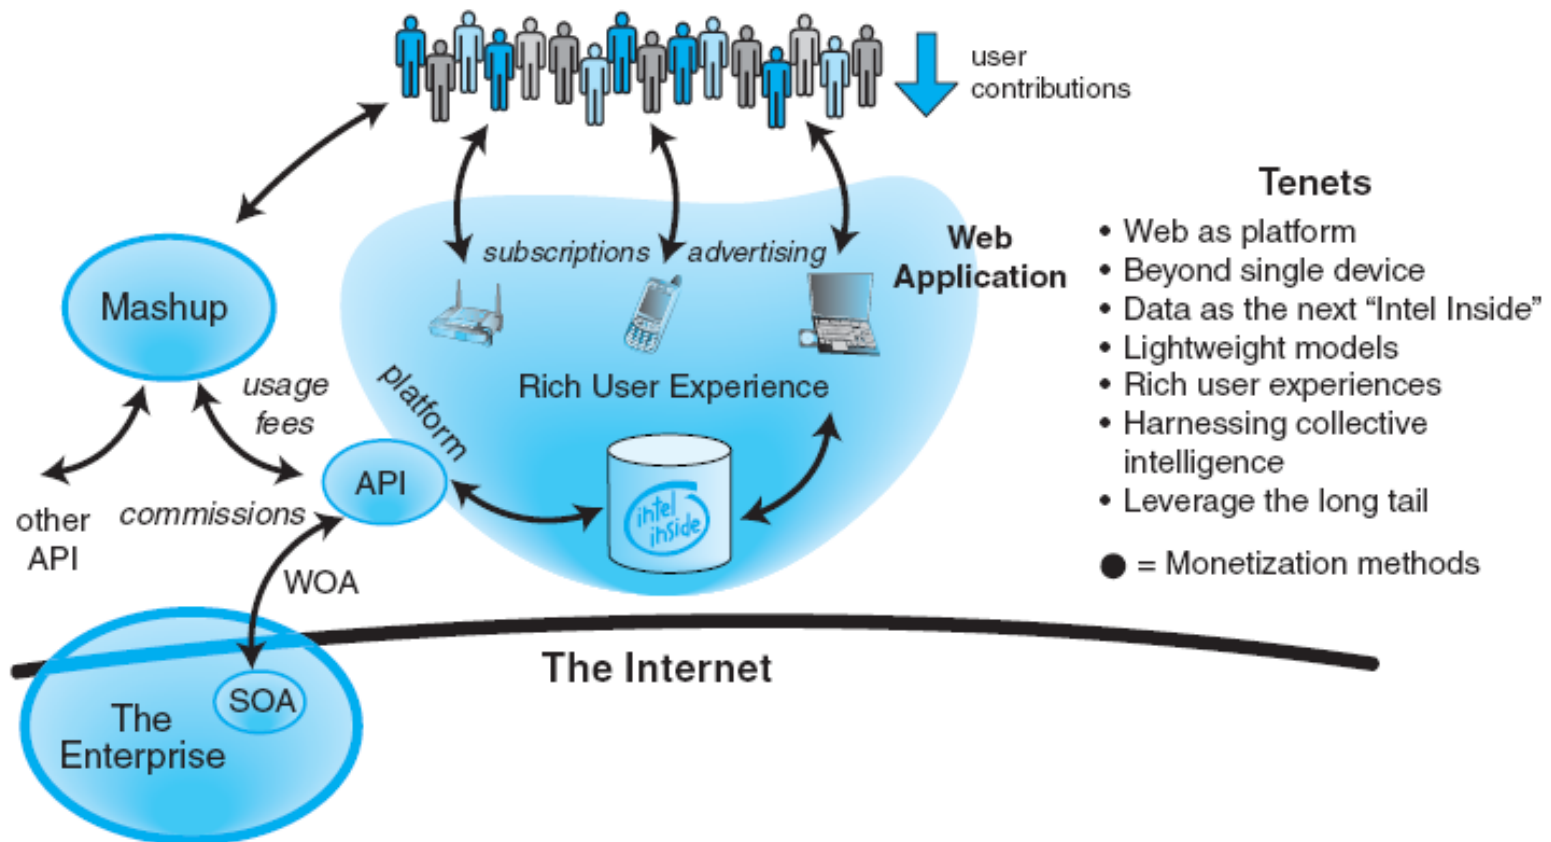 user
contributions
Tenets
• Web as platform
• Beyond single device
• Data as the next “Intel Inside”
• Lightweight models
• Rich user experiences
• Harnessing collective
intelligence
• Leverage the long tail
● = Monetization methods
subscriptions
advertising
Web
Application
Mashup
Rich User Experience
platform
usage
fees
API
intel
inside
other
API
commissions
WOA
The Internet
SOA
The
Enterprise